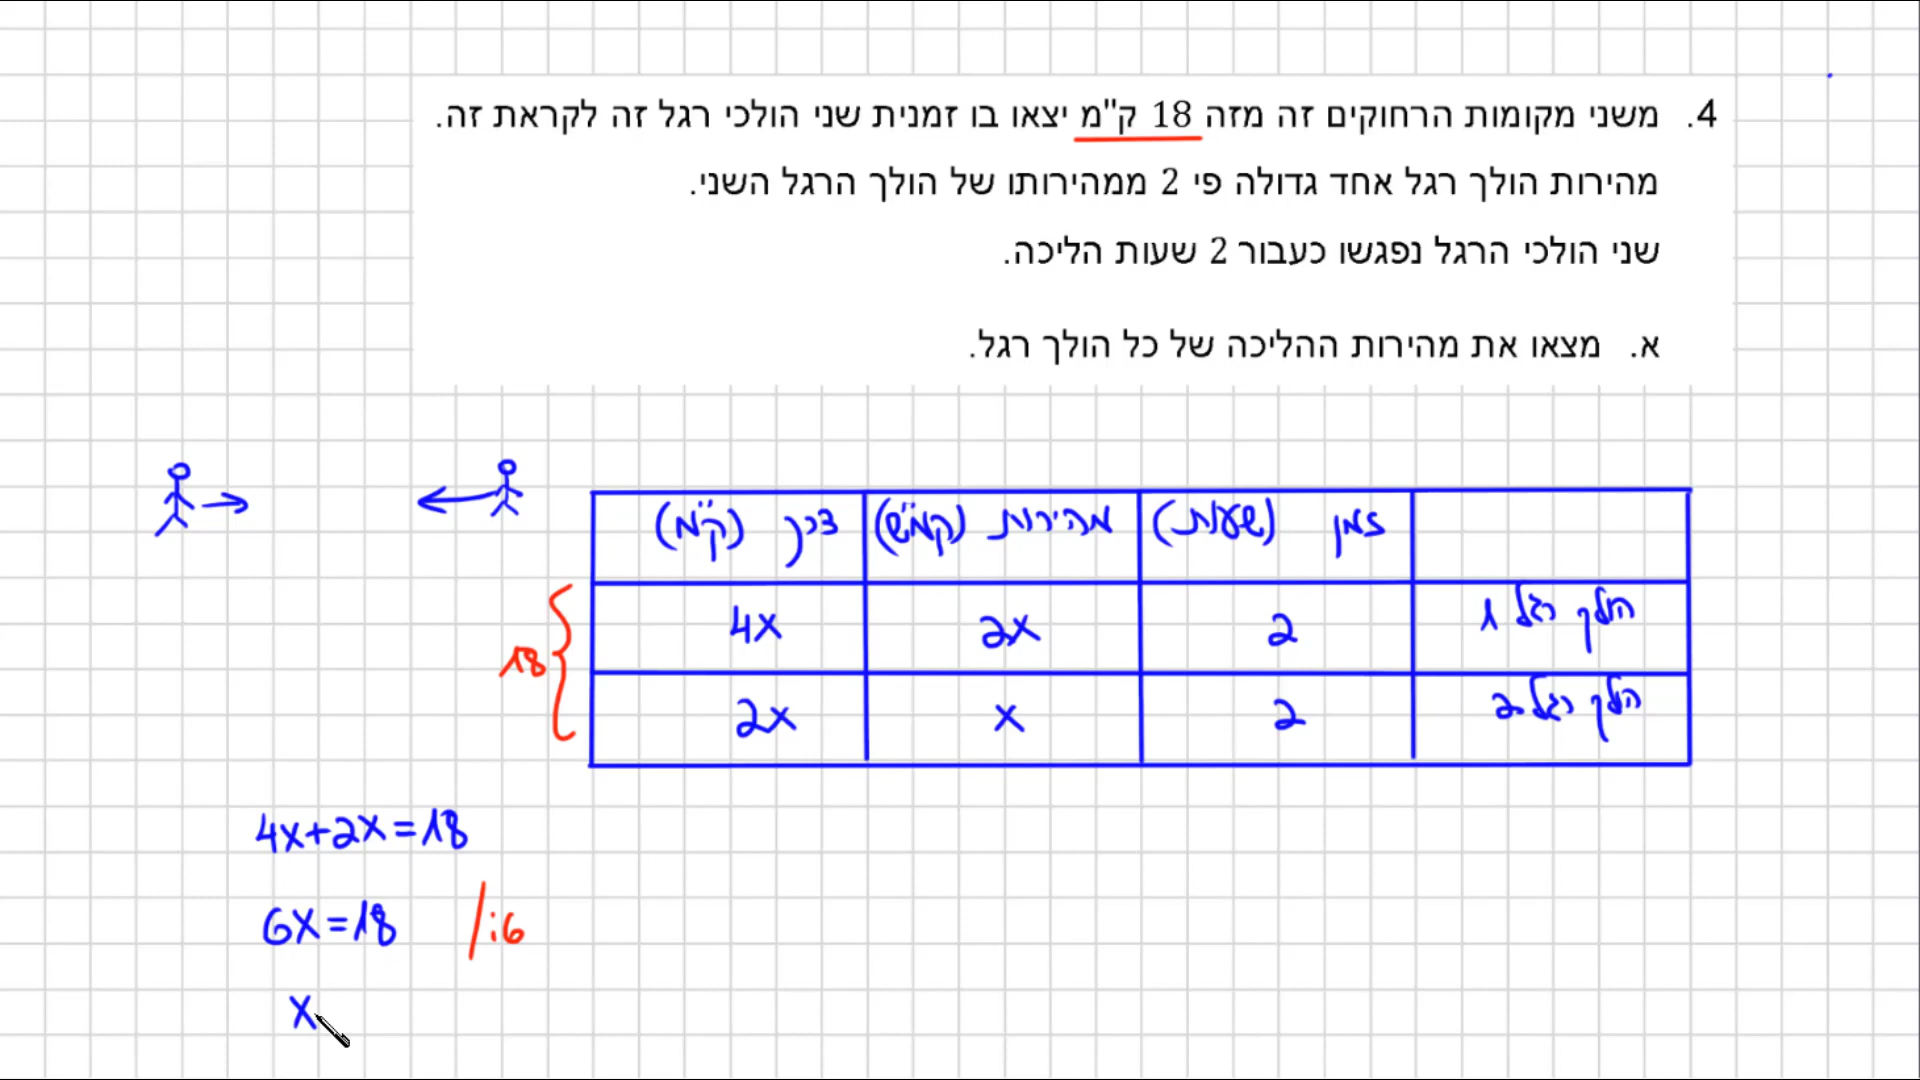 4. משני מקומות הרחוקים זה מזה 18 ק"מ יצאו בו זמנית שני הולכי רגל זה לקראת זה.
מהירות הולך רגל אחד גדולה פי 2 ממהירותו של הולך הרגל השני.
שני הולכי הרגל נפגשו כעבור 2 שעות הליכה.
א. מצאו את מהירות ההליכה של כל הולך רגל.
זמן (שעות) מהירות (קמ"ש) דרך (ק"מ)
הולך רגל 1 2 2x 4x
הולך רגל 2 2 x 2x
18
4x+2x=18
6x=18 /:6
x